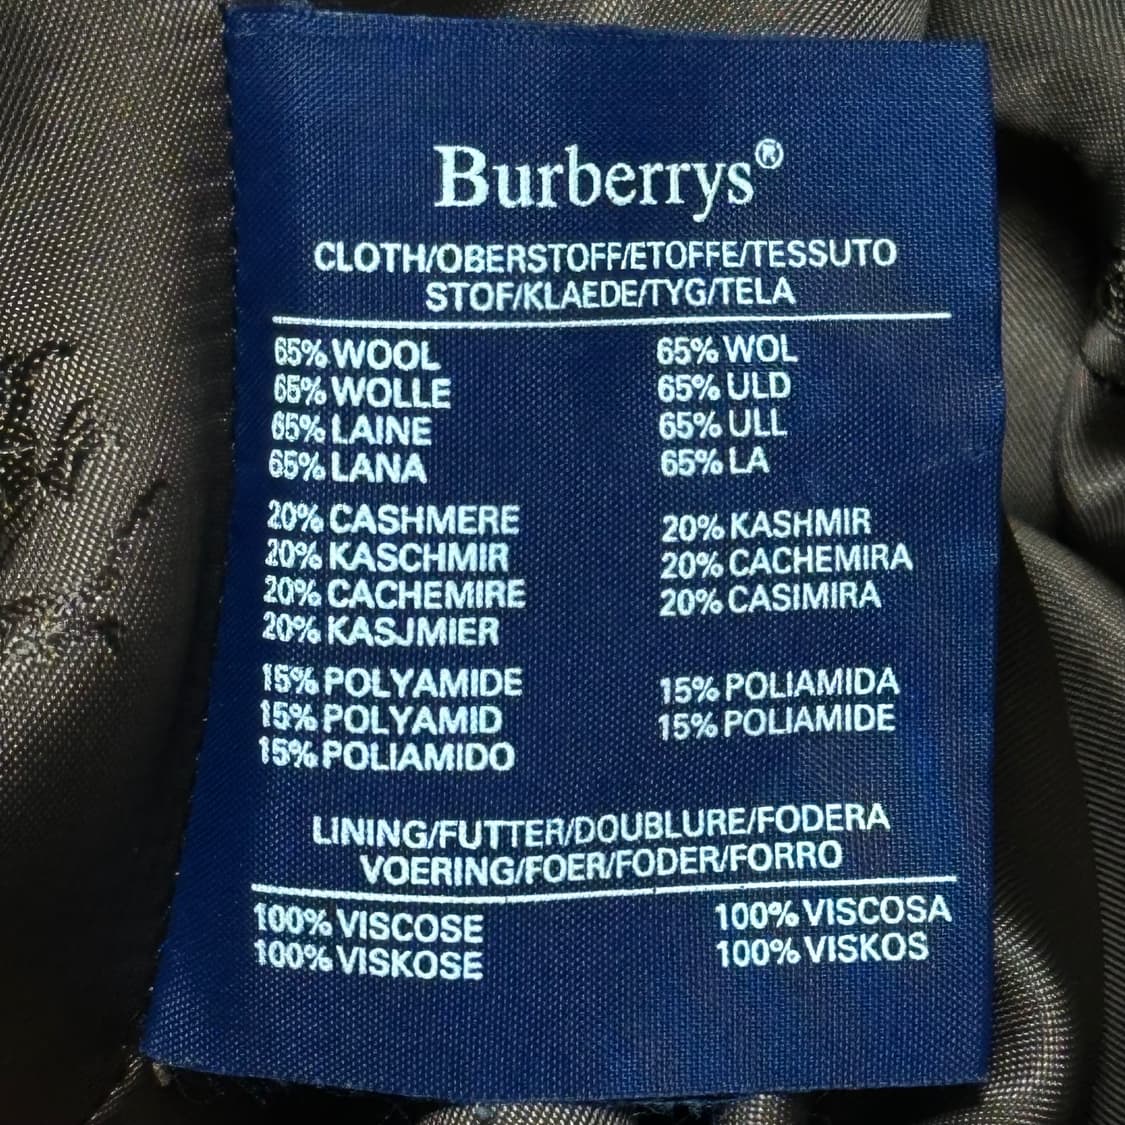 Burberrys®
CLOTH/OBERSTOFF/ETOFFE/TESSUTO
STOF/KLAEDE/TYG/TELA
65% WOOL
65% WOLLE
65% LAINE
65% LANA
65% WOL
65% ULD
65% ULL
65% LA
20% CASHMERE
20% KASCHMIR
20% CACHEMIRE
20% KASJMIER
20% KASHMIR
20% CACHEMIRA
20% CASIMIRA
15% POLYAMIDE
15% POLYAMID
15% POLIAMIDO
15% POLIAMIDA
15% POLIAMIDE
LINING/FUTTER/DOUBLURE/FODERA
VOERING/FOER/FODER/FORRO
100% VISCOSE
100% VISKOSE
100% VISCOSA
100% VISKOS